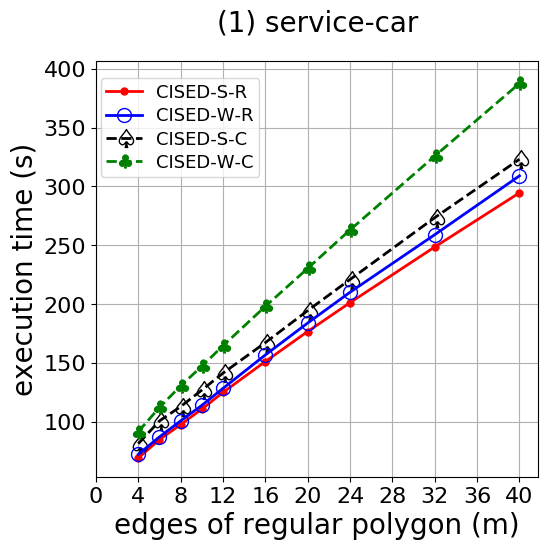 (1) service-car
400
350
300
250
200
150
100
execution time (s)
CISED-S-R
CISED-W-R
CISED-S-C
CISED-W-C
0 4 8 12 16 20 24 28 32 36 40
edges of regular polygon (m)